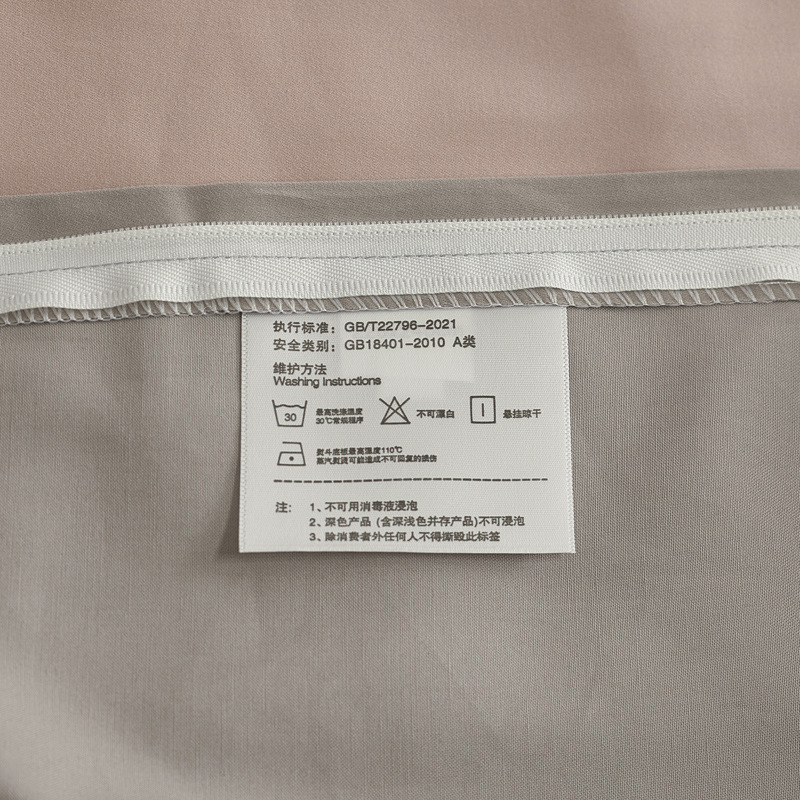 执行标准：GB/T22796-2021
安全类别：GB18401-2010 A类
維护方法
Washing Instructions
30 最高洗涤温度
30℃常规程序
不可漂白
悬挂晾干
熨斗底板最高温度110℃
蒸汽熨烫可能造成不可回复的损伤
注： 1、不可用消毒液浸泡
2、深色产品 (含深浅色并存产品)不可浸泡
3、除消费者外任何人不得撕毁此标签